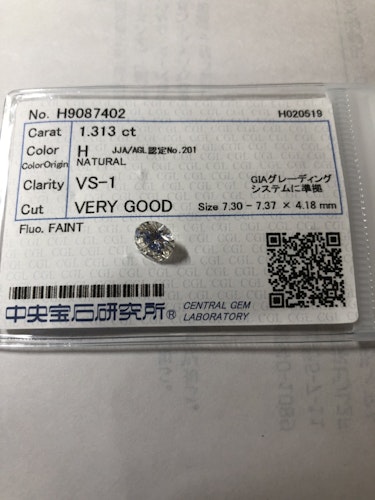 No. H9087402 H020519
Carat 1.313 ct
Color H JJA/AGL認定No.201
ColorOrigin NATURAL
Clarity VS-1 GIAグレーディング
システムに準拠
Cut VERY GOOD Size 7.30 - 7.37 × 4.18 mm
Fluo. FAINT
中央宝石研究所® CENTRAL GEM
LABORATORY